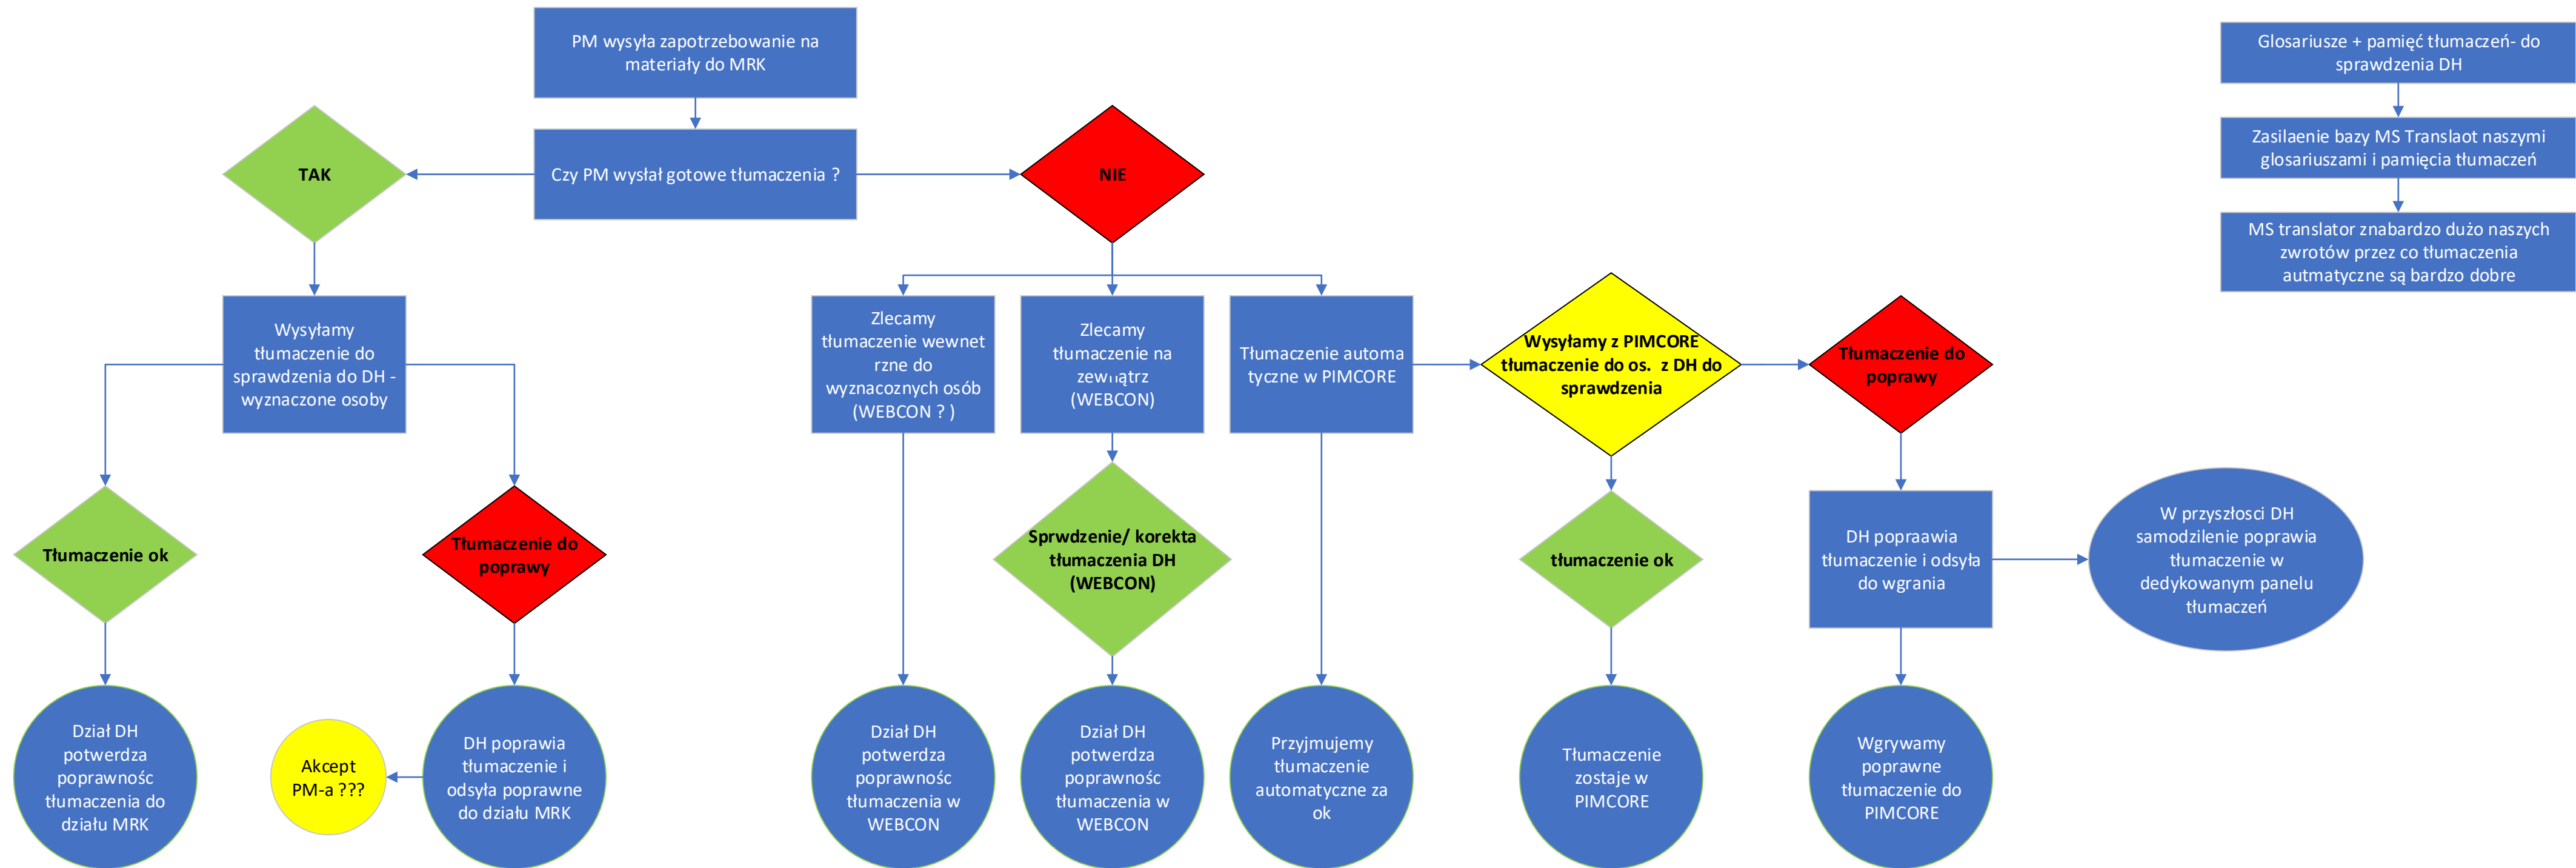 PM wysyła zapotrzebowanie na
materiały do MRK
Glosariusze + pamięć tłumaczeń- do
sprawdzenia DH
TAK
Czy PM wysłał gotowe tłumaczenia ?
NIE
Zasilaenie bazy MS Translaot naszymi
glosariuszami i pamięcia tłumaczeń
MS translator znabardzo dużo naszych
zwrotów przez co tłumaczenia
autmatyczne są bardzo dobre
Wysyłamy
tłumaczenie do
sprawdzenia do DH -
wyznaczone osoby
Zlecamy
tłumaczenie wewnet
rzne do
wyznacoznych osób
(WEBCON ? )
Zlecamy
tłumaczenie na
zewnątrz
(WEBCON)
Tłumaczenie automa
tyczne w PIMCORE
Wysyłamy z PIMCORE
tłumaczenie do os.  z DH do
sprawdzenia
Tłumaczenie do
poprawy
Tłumaczenie ok
Tłumaczenie do
poprawy
Sprwdzenie/ korekta
tłumaczenia DH
(WEBCON)
tłumaczenie ok
DH popraawia
tłumaczenie i odsyła
do wgrania
W przyszłosci DH
samodzilenie poprawia
tłumaczenie w
dedykowanym panelu
tłumaczeń
Dział DH
potwerdza
poprawnośc
tłumaczenia do
działu MRK
Akcept
PM-a ???
DH poprawia
tłumaczenie i
odsyła poprawne
do działu MRK
Dział DH
potwerdza
poprawnośc
tłumaczenia w
WEBCON
Dział DH
potwerdza
poprawnośc
tłumaczenia w
WEBCON
Przyjmujemy
tłumaczenie
automatyczne za
ok
Tłumaczenie
zostaje w
PIMCORE
Wgrywamy
poprawne
tłumaczenie do
PIMCORE